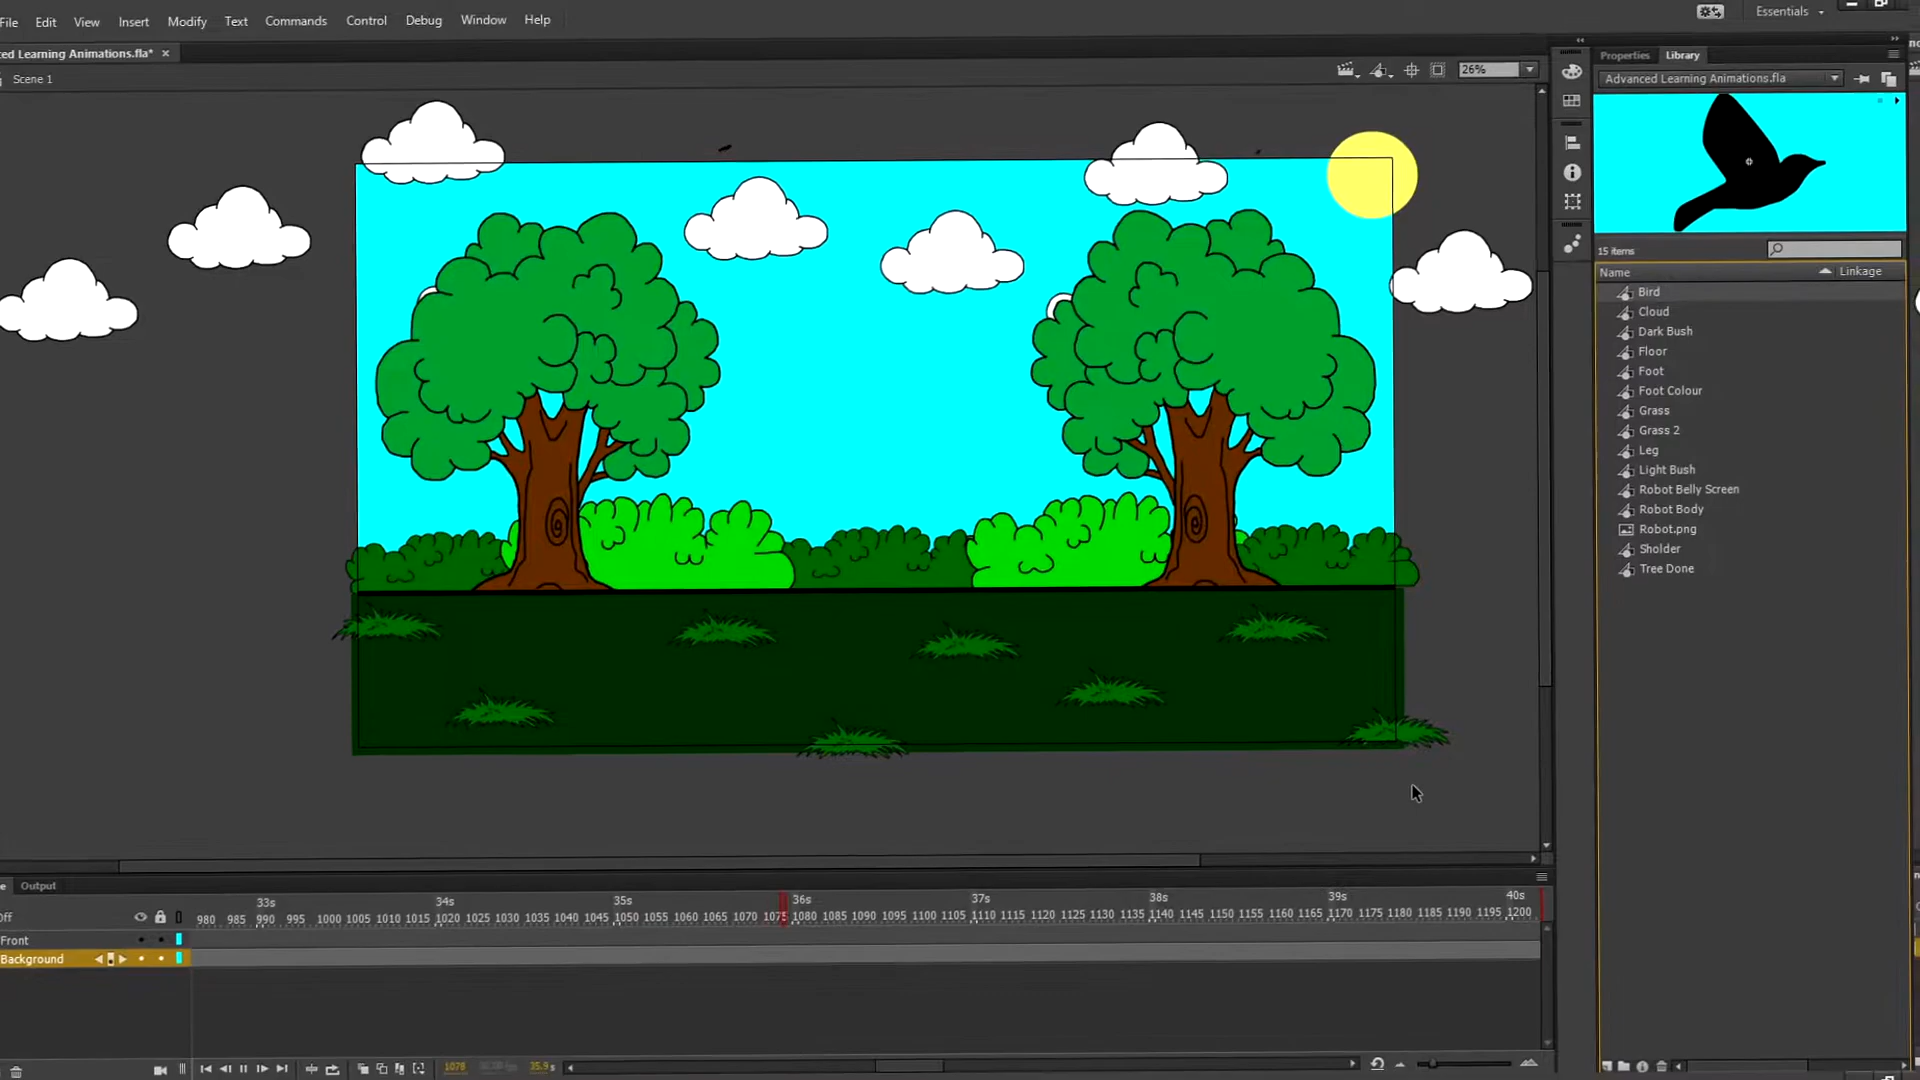 File Edit View Insert Modify Text Commands Control Debug Window Help
Essentials
ced Learning Animations.fla* ×
Scene 1
26%
Properties Library
Advanced Learning Animations.fla
15 items
Name Linkage
Bird
Cloud
Dark Bush
Floor
Foot
Foot Colour
Grass
Grass 2
Leg
Light Bush
Robot Belly Screen
Robot Body
Robot.png
Sholder
Tree Done
Output
33s 34s 35s 36s 37s 38s 39s 40s
980 985 990 995 1000 1005 1010 1015 1020 1025 1030 1035 1040 1045 1050 1055 1060 1065 1070 1075 1080 1085 1090 1095 1100 1105 1110 1115 1120 1125 1130 1135 1140 1145 1150 1155 1160 1165 1170 1175 1180 1185 1190 1195 1200
Front
Background
1078 35.9s